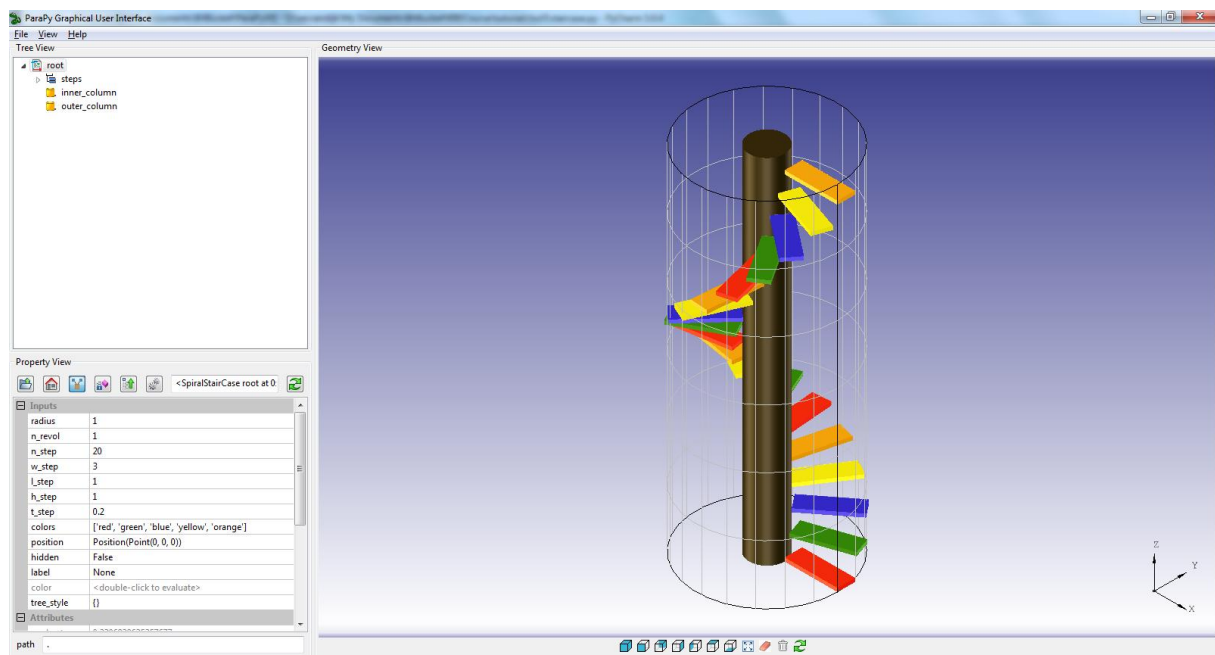 ParaPy Graphical User Interface
File View Help
Tree View
root
steps
inner_column
outer_column
Geometry View
Z
Y
X
Property View
<SpiralStairCase root at 0:
Inputs
radius 1
n_revol 1
n_step 20
w_step 3
l_step 1
h_step 1
t_step 0.2
colors ['red', 'green', 'blue', 'yellow', 'orange']
position Position(Point(0, 0, 0))
hidden False
label None
color <double-click to evaluate>
tree_style {}
Attributes
path .